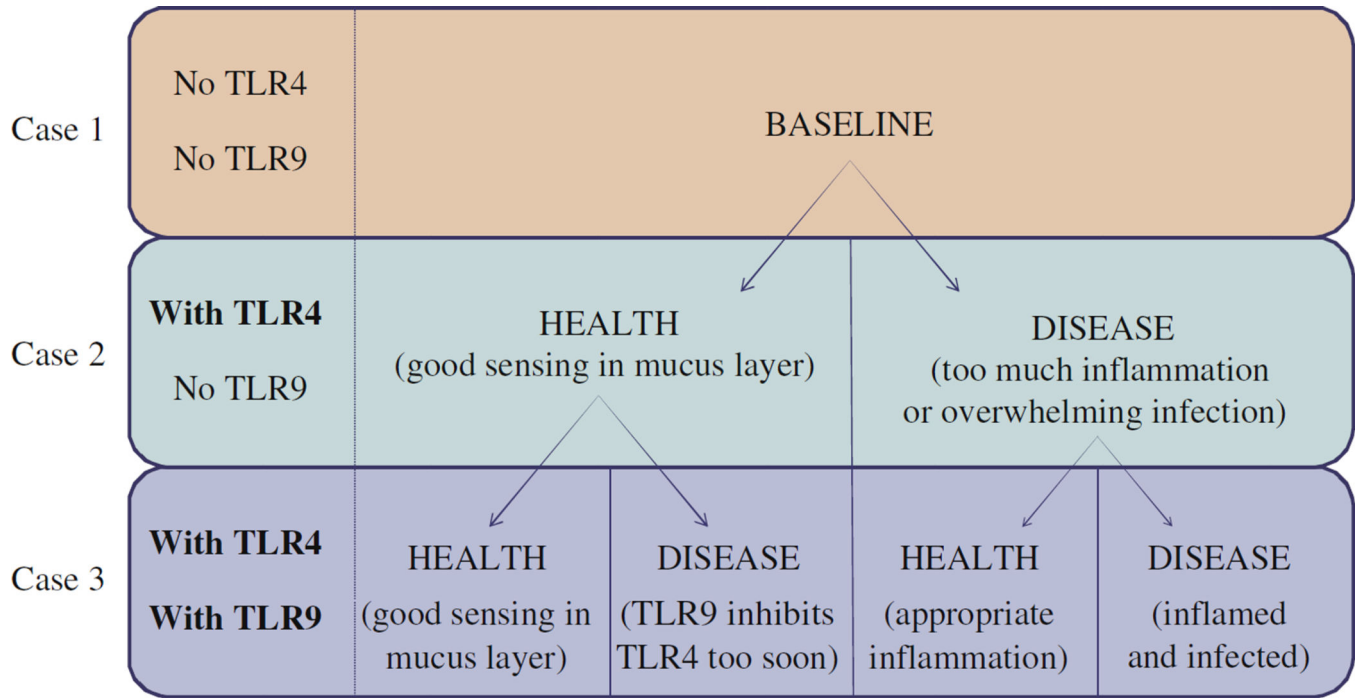 Case 1
No TLR4
No TLR9
BASELINE
Case 2
With TLR4
No TLR9
HEALTH
(good sensing in mucus layer)
DISEASE
(too much inflammation
or overwhelming infection)
Case 3
With TLR4
With TLR9
HEALTH
(good sensing in
mucus layer)
DISEASE
(TLR9 inhibits
TLR4 too soon)
HEALTH
(appropriate
inflammation)
DISEASE
(inflamed
and infected)